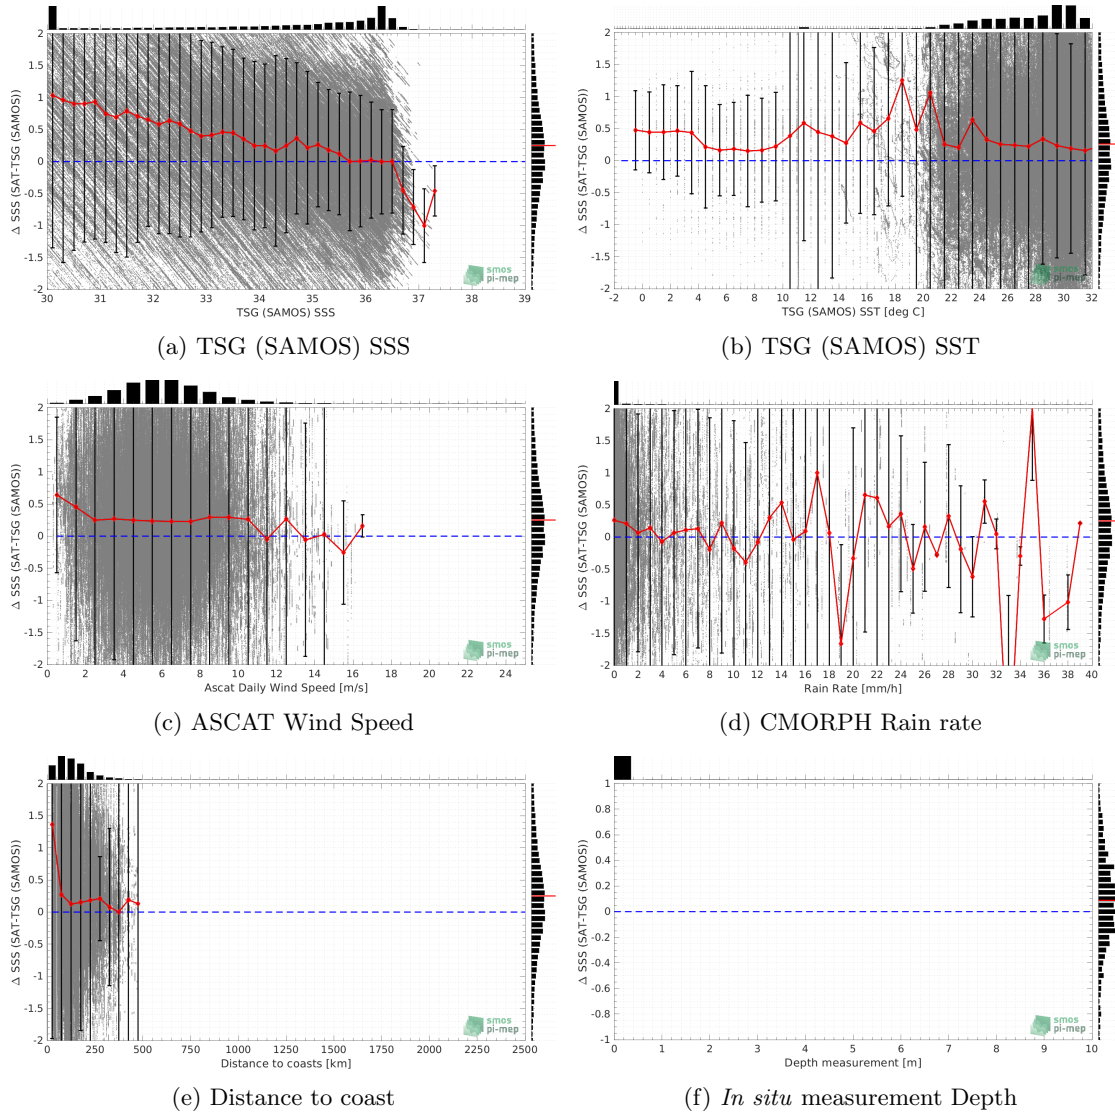 2
1.5
1
0.5
0
-0.5
-1
-1.5
-2
Δ SSS (SAT-TSG (SAMOS))
30 31 32 33 34 35 36 37 38 39
TSG (SAMOS) SSS
smos
pi-mep
(a) TSG (SAMOS) SSS
2
1.5
1
0.5
0
-0.5
-1
-1.5
-2
Δ SSS (SAT-TSG (SAMOS))
-2 0 2 4 6 8 10 12 14 16 18 20 22 24 26 28 30 32
TSG (SAMOS) SST [deg C]
smos
pi-mep
(b) TSG (SAMOS) SST
2
1.5
1
0.5
0
-0.5
-1
-1.5
-2
Δ SSS (SAT-TSG (SAMOS))
0 2 4 6 8 10 12 14 16 18 20 22 24
Ascat Daily Wind Speed [m/s]
smos
pi-mep
(c) ASCAT Wind Speed
2
1.5
1
0.5
0
-0.5
-1
-1.5
-2
Δ SSS (SAT-TSG (SAMOS))
0 2 4 6 8 10 12 14 16 18 20 22 24 26 28 30 32 34 36 38 40
Rain Rate [mm/h]
smos
pi-mep
(d) CMORPH Rain rate
2
1.5
1
0.5
0
-0.5
-1
-1.5
-2
Δ SSS (SAT-TSG (SAMOS))
0 250 500 750 1000 1250 1500 1750 2000 2250 2500
Distance to coasts [km]
smos
pi-mep
(e) Distance to coast
1
0.8
0.6
0.4
0.2
0
-0.2
-0.4
-0.6
-0.8
-1
Δ SSS (SAT-TSG (SAMOS))
0 1 2 3 4 5 6 7 8 9 10
Depth measurement [m]
smos
pi-mep
(f) In situ measurement Depth